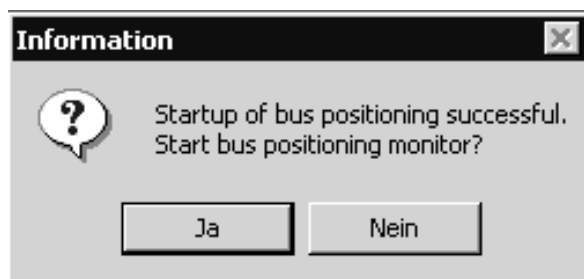 Information
Startup of bus positioning successful.
Start bus positioning monitor?
Ja
Nein